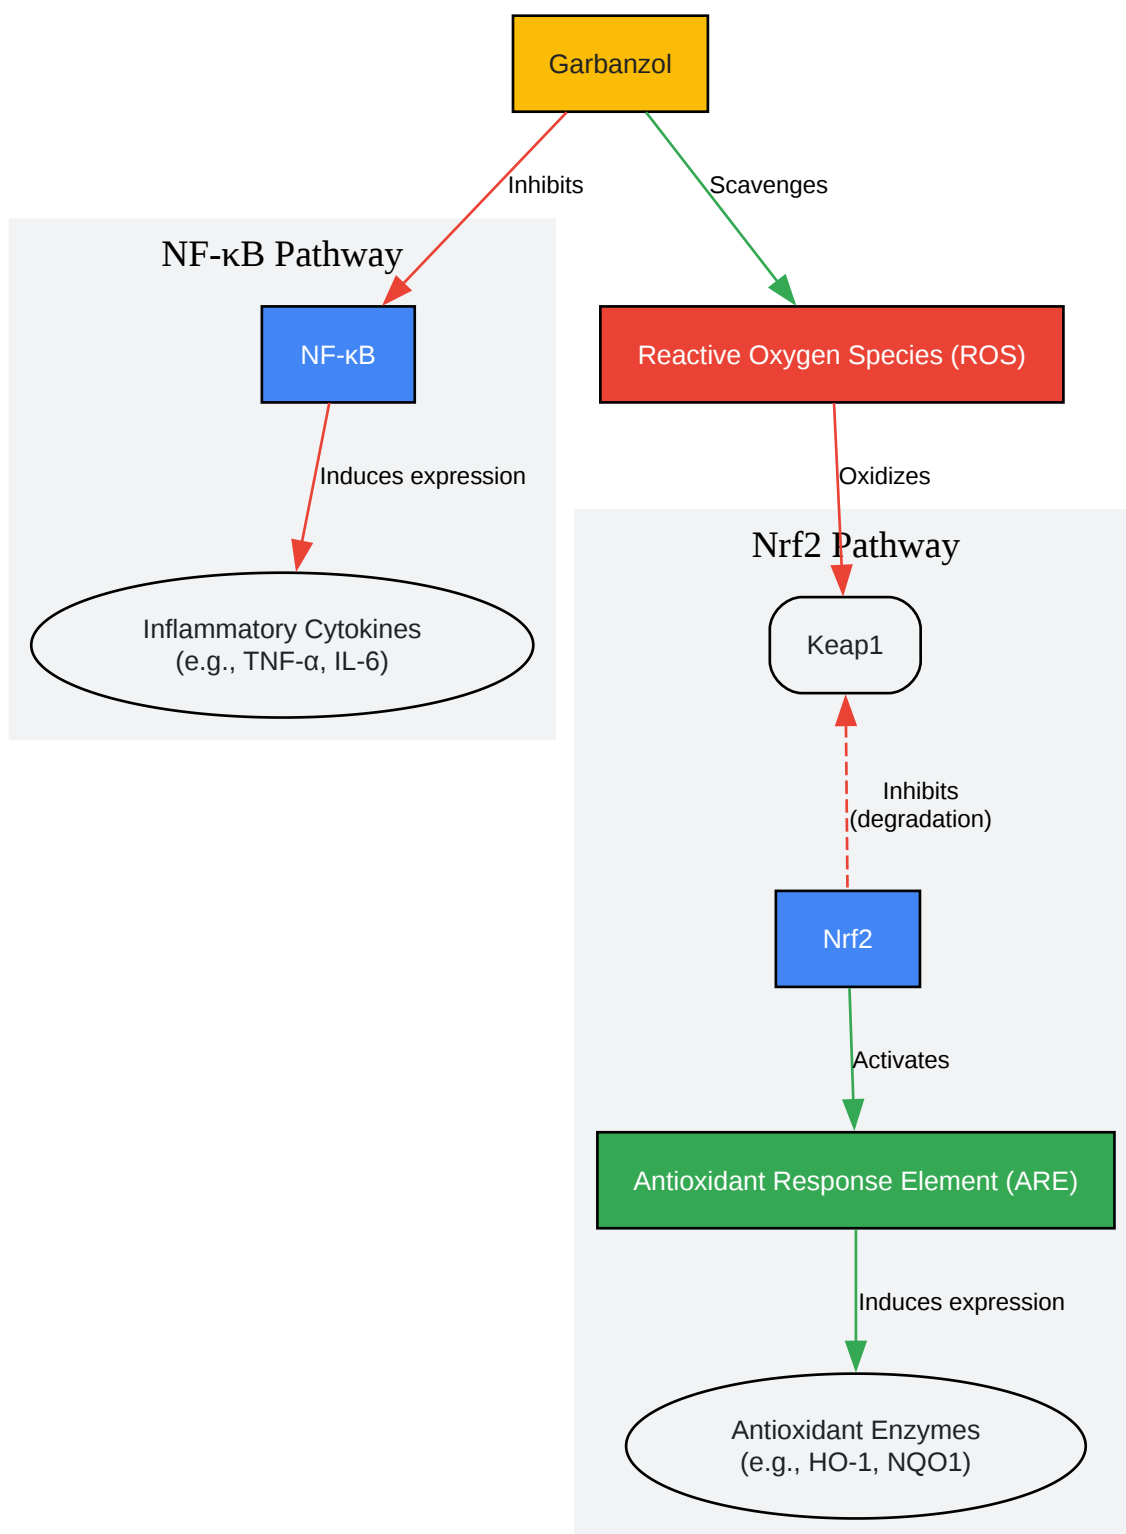 Garbanzol
Inhibits
Scavenges
NF-κB Pathway
NF-κB
Reactive Oxygen Species (ROS)
Induces expression
Oxidizes
Nrf2 Pathway
Inflammatory Cytokines
(e.g., TNF-α, IL-6)
Keap1
Inhibits
(degradation)
Nrf2
Activates
Antioxidant Response Element (ARE)
Induces expression
Antioxidant Enzymes
(e.g., HO-1, NQO1)